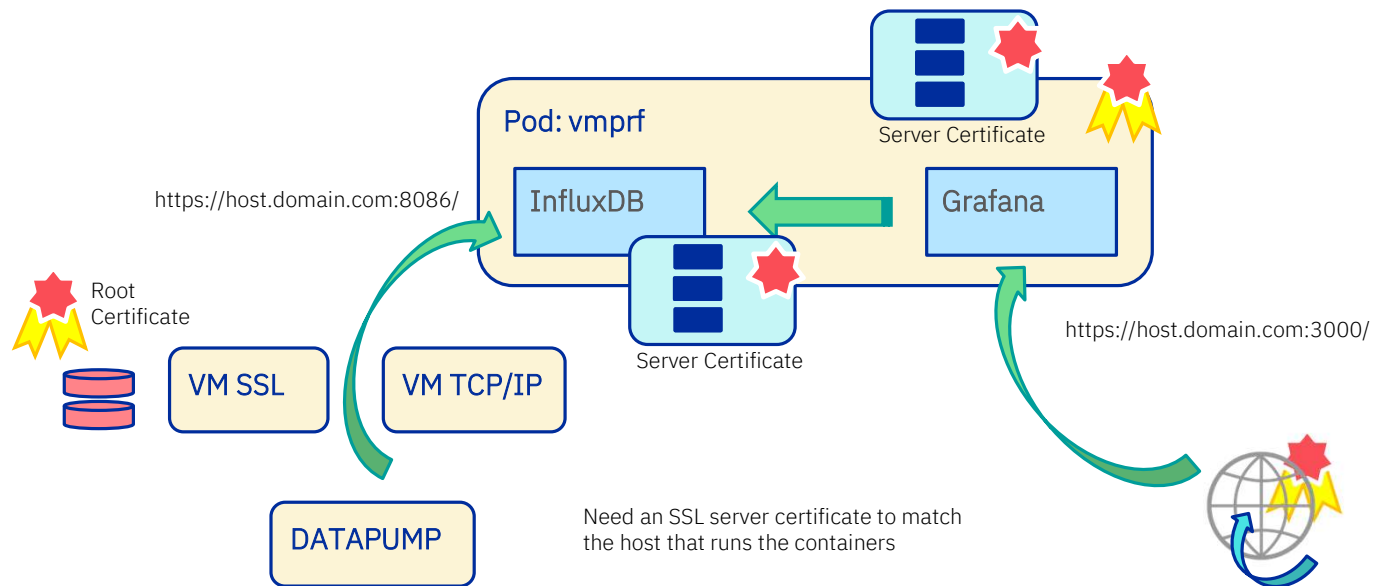 Pod: vmprf
Server Certificate
https://host.domain.com:8086/
InfluxDB
Grafana
Root
Certificate
https://host.domain.com:3000/
Server Certificate
VM SSL
VM TCP/IP
Need an SSL server certificate to match
the host that runs the containers
DATAPUMP